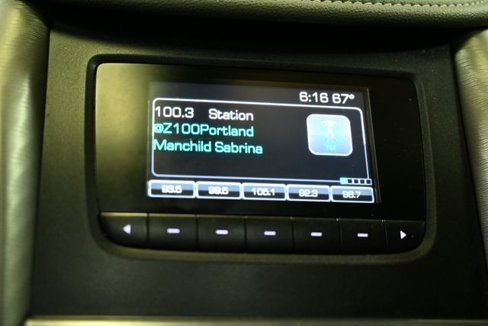 6:16 67°
100.3 Station
@Z100Portland
Manchild Sabrina
FM
93.5 99.5 105.1 92.3 98.7